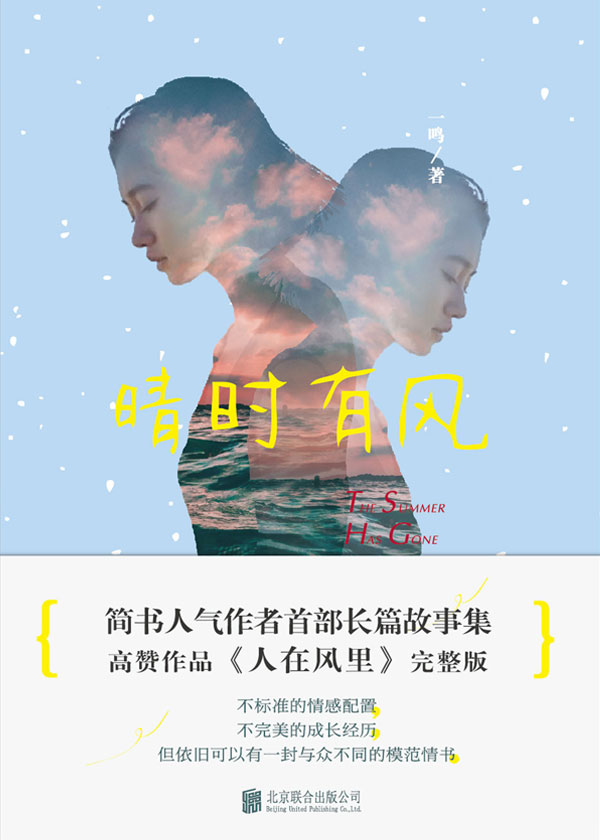 一鸣/著
晴时有风
THE SUMMER
HAS GONE
简书人气作者首部长篇故事集
高赞作品《人在风里》完整版
不标准的情感配置,
不完美的成长经历,
但依旧可以有一封与众不同的模范情书,
北京联合出版公司
Beijing United Publishing Co.,Ltd.